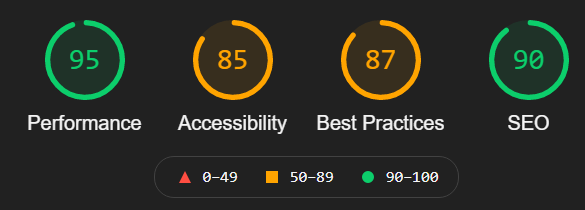 95 85 87 90
Performance Accessibility Best Practices SEO
0–49 50–89 90–100